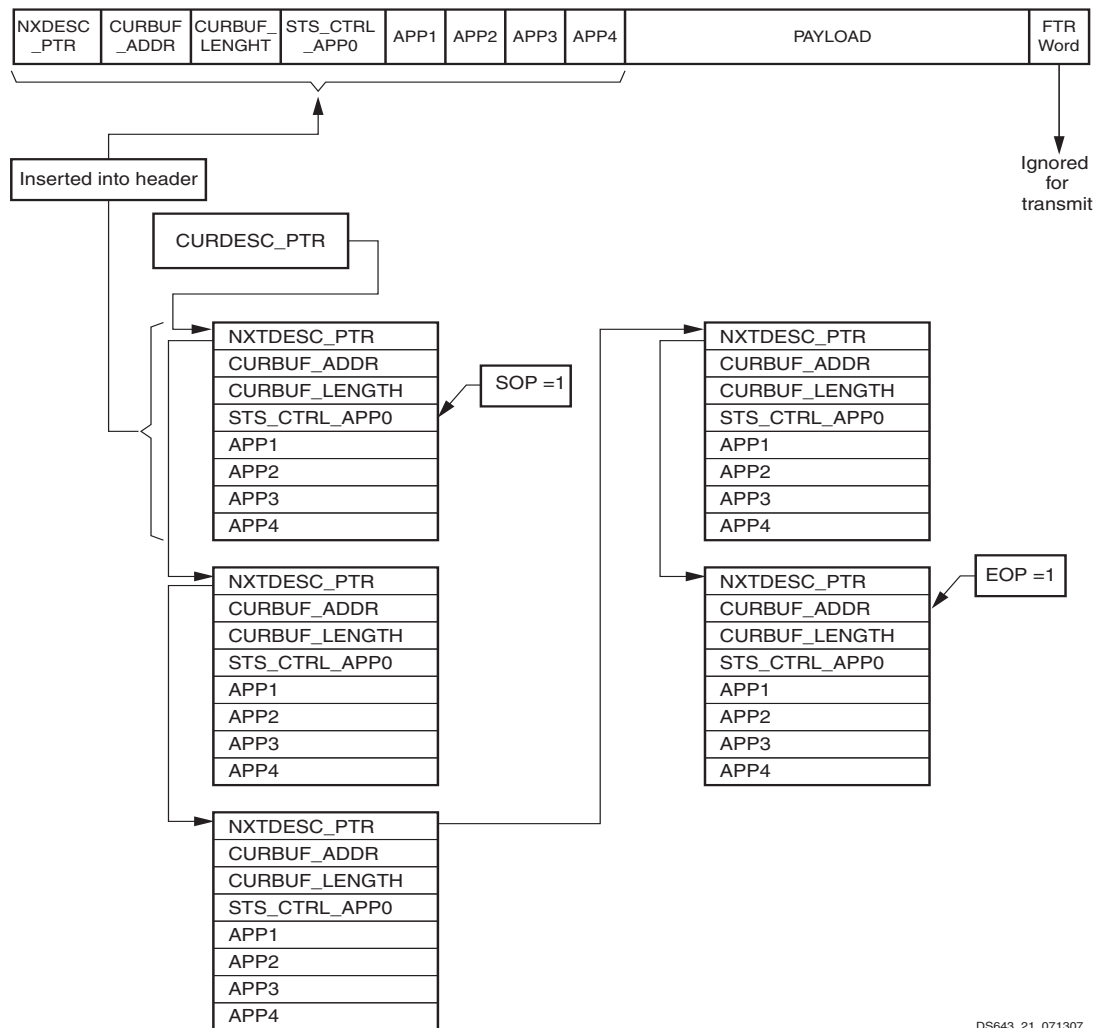 NXDESC
_PTR
CURBUF
_ADDR
CURBUF_
LENGHT
STS_CTRL
_APP0
APP1
APP2
APP3
APP4
PAYLOAD
FTR
Word
Inserted into header
Ignored
for
transmit
CURDESC_PTR
NXTDESC_PTR
CURBUF_ADDR
CURBUF_LENGTH
STS_CTRL_APP0
APP1
APP2
APP3
APP4
SOP =1
NXTDESC_PTR
CURBUF_ADDR
CURBUF_LENGTH
STS_CTRL_APP0
APP1
APP2
APP3
APP4
NXTDESC_PTR
CURBUF_ADDR
CURBUF_LENGTH
STS_CTRL_APP0
APP1
APP2
APP3
APP4
NXTDESC_PTR
CURBUF_ADDR
CURBUF_LENGTH
STS_CTRL_APP0
APP1
APP2
APP3
APP4
NXTDESC_PTR
CURBUF_ADDR
CURBUF_LENGTH
STS_CTRL_APP0
APP1
APP2
APP3
APP4
EOP =1
DS643_21_071307